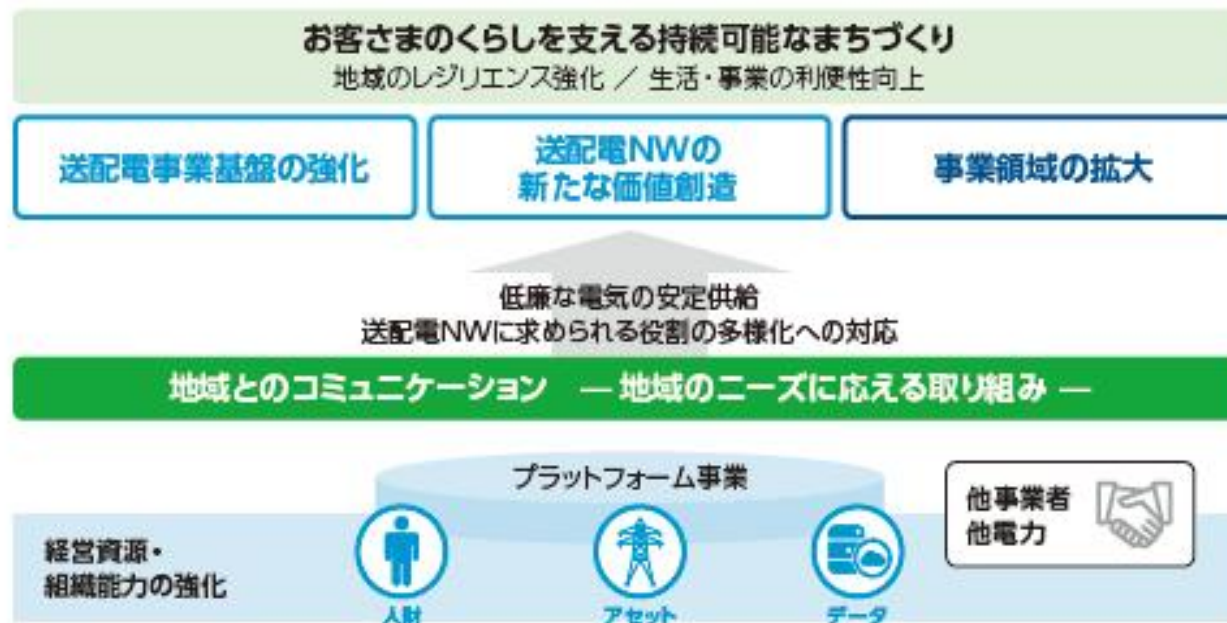 お客さまのくらしを支える持続可能なまちづくり
地域のレジリエンス強化 ／ 生活・事業の利便性向上
送配電事業基盤の強化
送配電NWの
新たな価値創造
事業領域の拡大
低廉な電気の安定供給
送配電NWに求められる役割の多様化への対応
地域とのコミュニケーション ― 地域のニーズに応える取り組み ―
プラットフォーム事業
他事業者
他電力
経営資源・
組織能力の強化
人財
アセット
データ